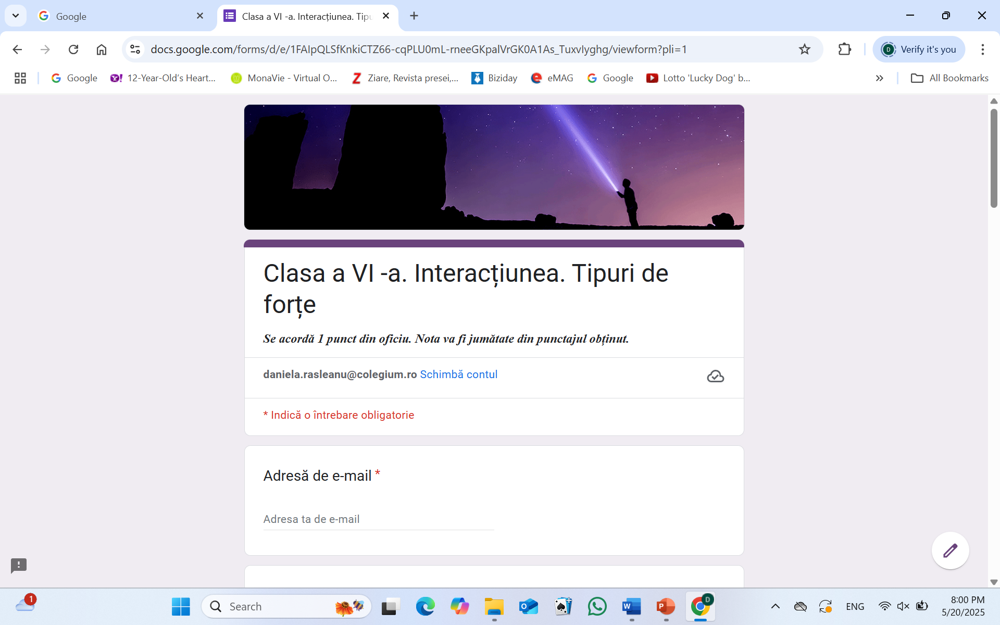 Google
Clasa a VI -a. Interacțiunea. Tipu
docs.google.com/forms/d/e/1FAIpQLSfKnkiCTZ66-cqPLU0mL-rneeGKpalVrGK0A1As_TuxvIyghg/viewform?pli=1
D
Verify it's you
Google
12-Year-Old's Heart...
MonaVie - Virtual O...
Ziare, Revista presei,...
Biziday
eMAG
Google
Lotto 'Lucky Dog' b...
All Bookmarks
Clasa a VI -a. Interacțiunea. Tipuri de
forțe
Se acordă 1 punct din oficiu. Nota va fi jumătate din punctajul obținut.
daniela.rasleanu@colegium.ro Schimbă contul
* Indică o întrebare obligatorie
Adresă de e-mail *
Adresa ta de e-mail
1
Search
D
ENG
8:00 PM
5/20/2025